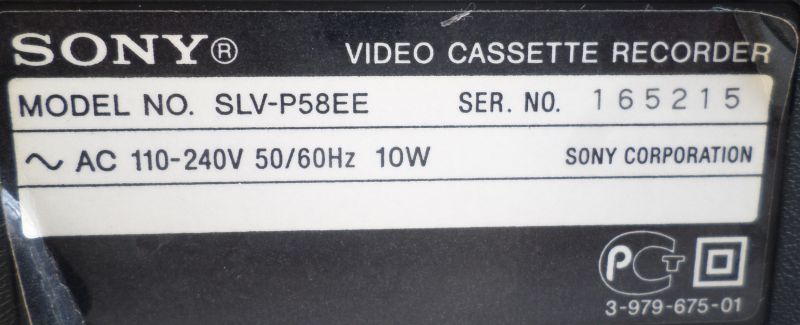 SONY® VIDEO CASSETTE RECORDER
MODEL NO. SLV-P58EE SER. NO. 165215
~ AC 110-240V 50/60Hz 10W SONY CORPORATION
РСТ
3-979-675-01